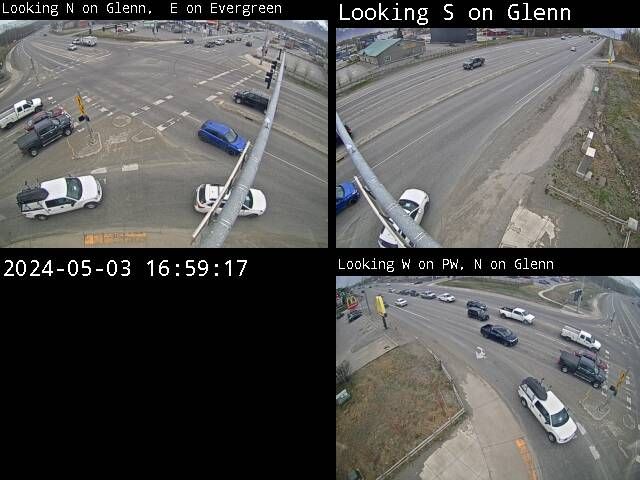 Looking N on Glenn, E on Evergreen
Looking S on Glenn
2024-05-03 16:59:17
Looking W on PW, N on Glenn